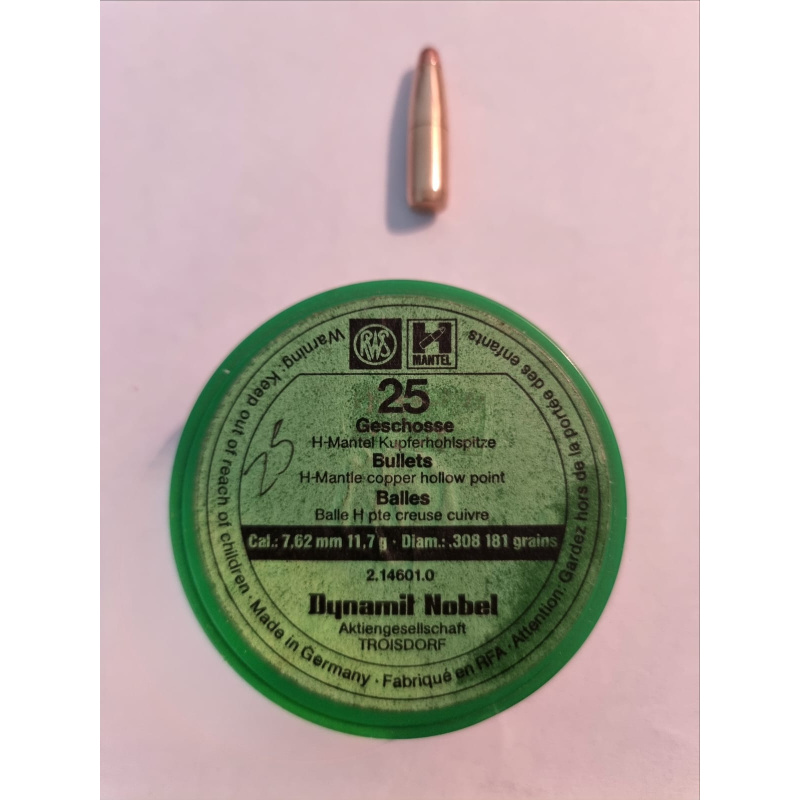 RWS
H
MANTEL
25
Geschosse
H-Mantel Kupferhohlspitze
Bullets
H-Mantle copper hollow point
Balles
Balle H pte creuse cuivre
Cal.: 7,62 mm 11,7 g · Diam.: .308 181 grains
2.14601.0
Dynamit Nobel
Aktiengesellschaft
TROISDORF
Warning: Keep out of reach of children · Made in Germany · Fabriqué en RFA · Attention: Gardez hors de la portée des enfants
25